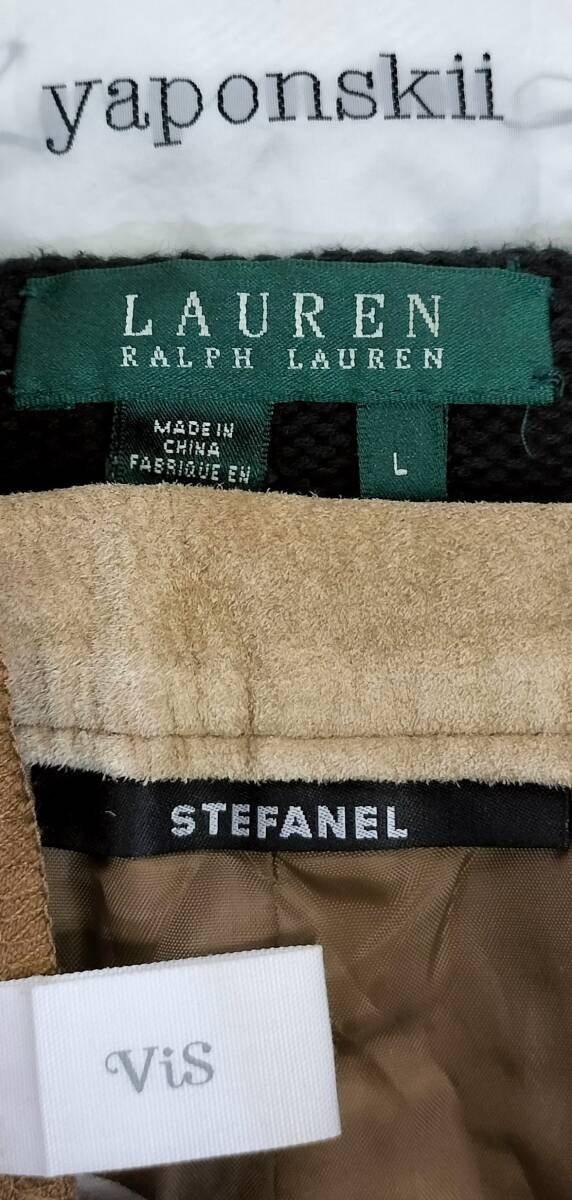 yaponskii
LAUREN
RALPH LAUREN
MADE IN
CHINA
FABRIQUE EN
L
STEFANEL
ViS